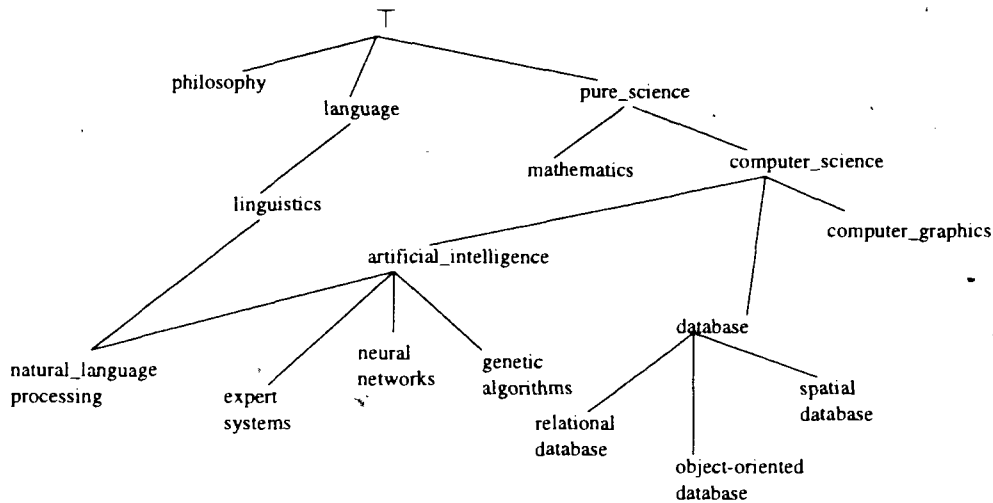 T
philosophy
language
pure_science
mathematics
computer_science
linguistics
computer_graphics
artificial_intelligence
database
natural_language
processing
expert
systems
neural
networks
genetic
algorithms
relational
database
object-oriented
database
spatial
database